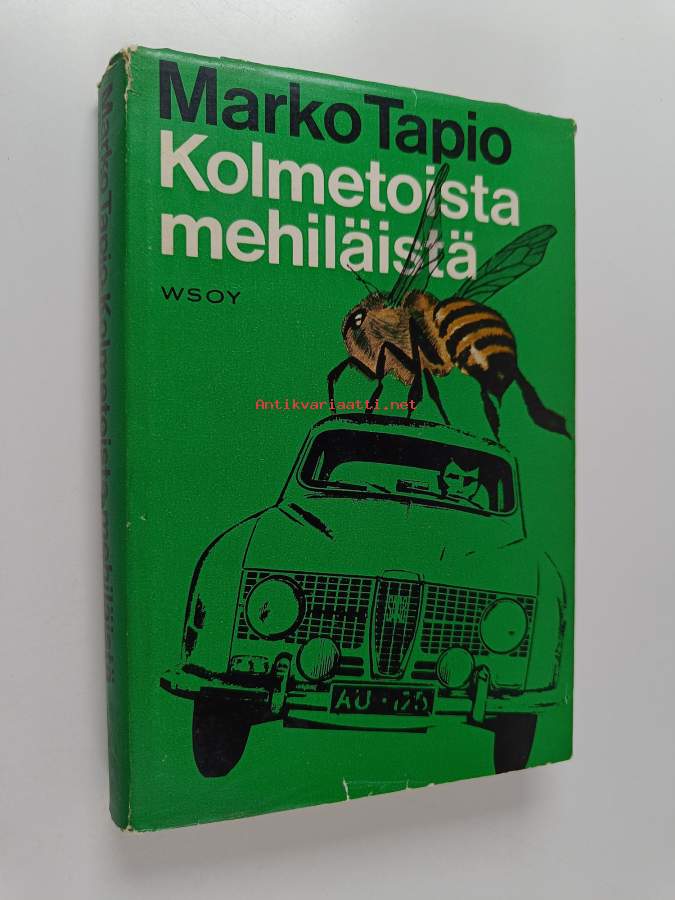 Marko Tapio
Kolmetoista
mehiläistä
WSOY
Antikvariaatti.net
Marko Tapio Kolmetoista mehiläistä